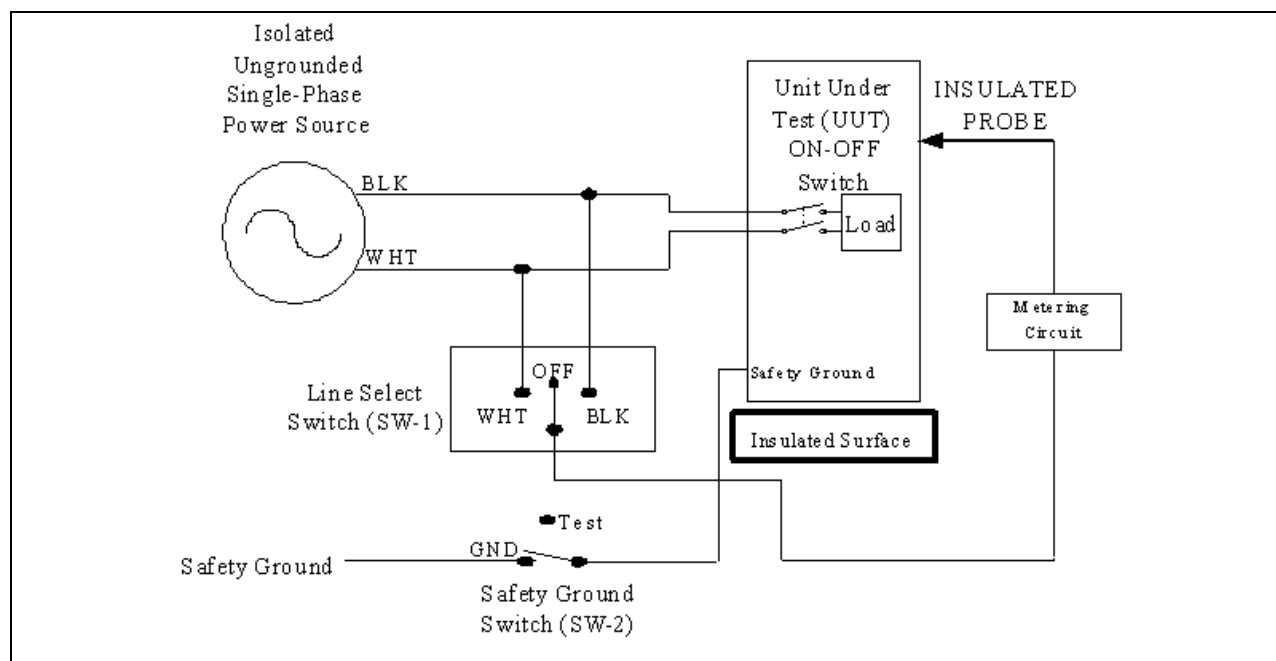 Isolated
Ungrounded
Single-Phase
Power Source
BLK
WHT
Unit Under
Test (UUT)
ON-OFF
Switch
Load
INSULATED
PROBE
Metering
Circuit
Safety Ground
Insulated Surface
Line Select
Switch (SW-1)
OFF
WHT
BLK
Test
GND
Safety Ground
Safety Ground
Switch (SW-2)